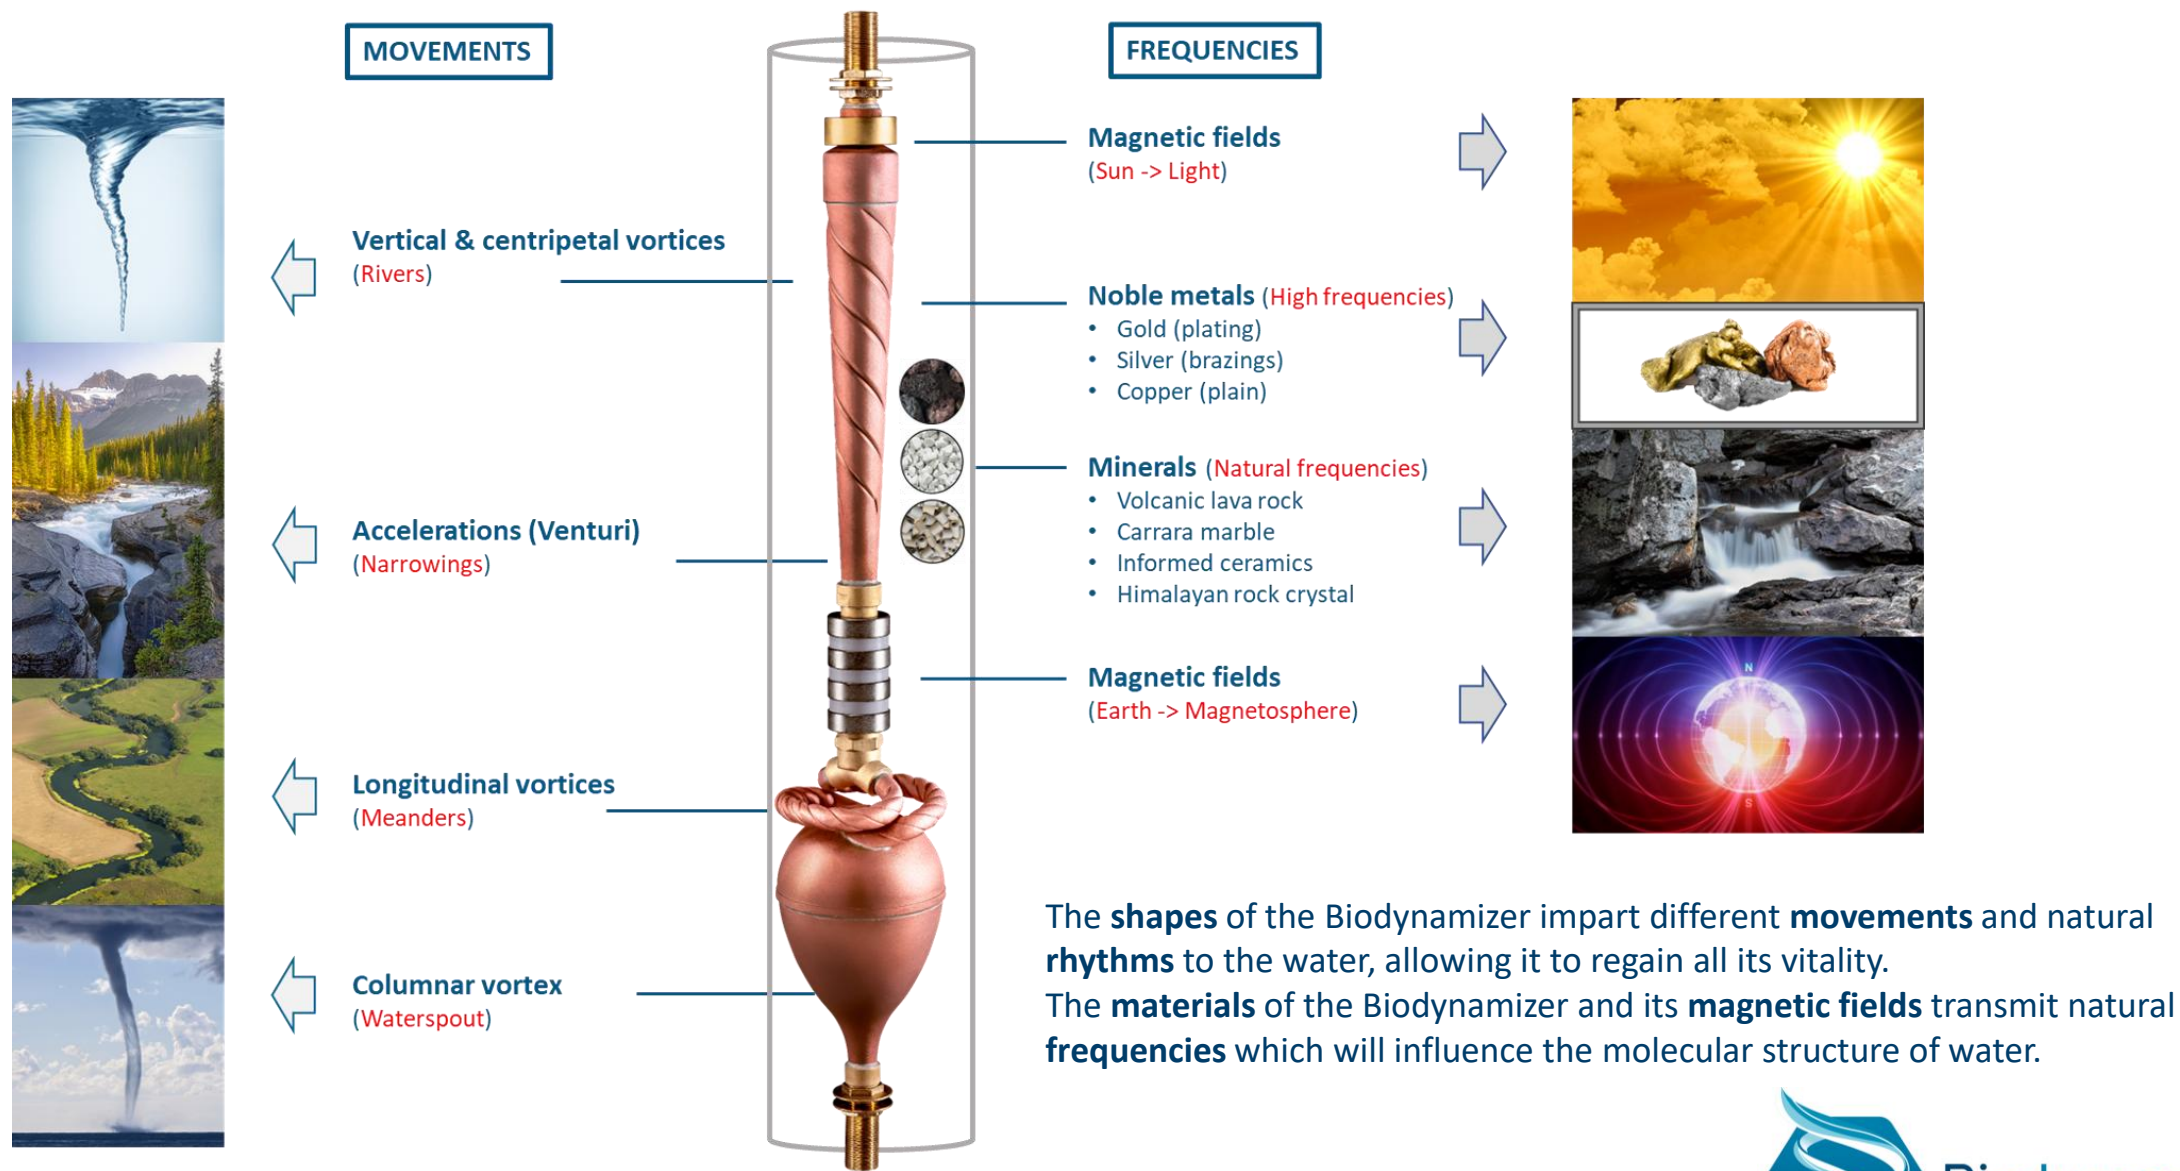 MOVEMENTS
Vertical & centripetal vortices
(Rivers)
Accelerations (Venturi)
(Narrowings)
Longitudinal vortices
(Meanders)
Columnar vortex
(Waterspout)
FREQUENCIES
Magnetic fields
(Sun -> Light)
Noble metals (High frequencies)
• Gold (plating)
• Silver (brazings)
• Copper (plain)
Minerals (Natural frequencies)
• Volcanic lava rock
• Carrara marble
• Informed ceramics
• Himalayan rock crystal
Magnetic fields
(Earth -> Magnetosphere)
N
S
The shapes of the Biodynamizer impart different movements and natural
rhythms to the water, allowing it to regain all its vitality.
The materials of the Biodynamizer and its magnetic fields transmit natural
frequencies which will influence the molecular structure of water.